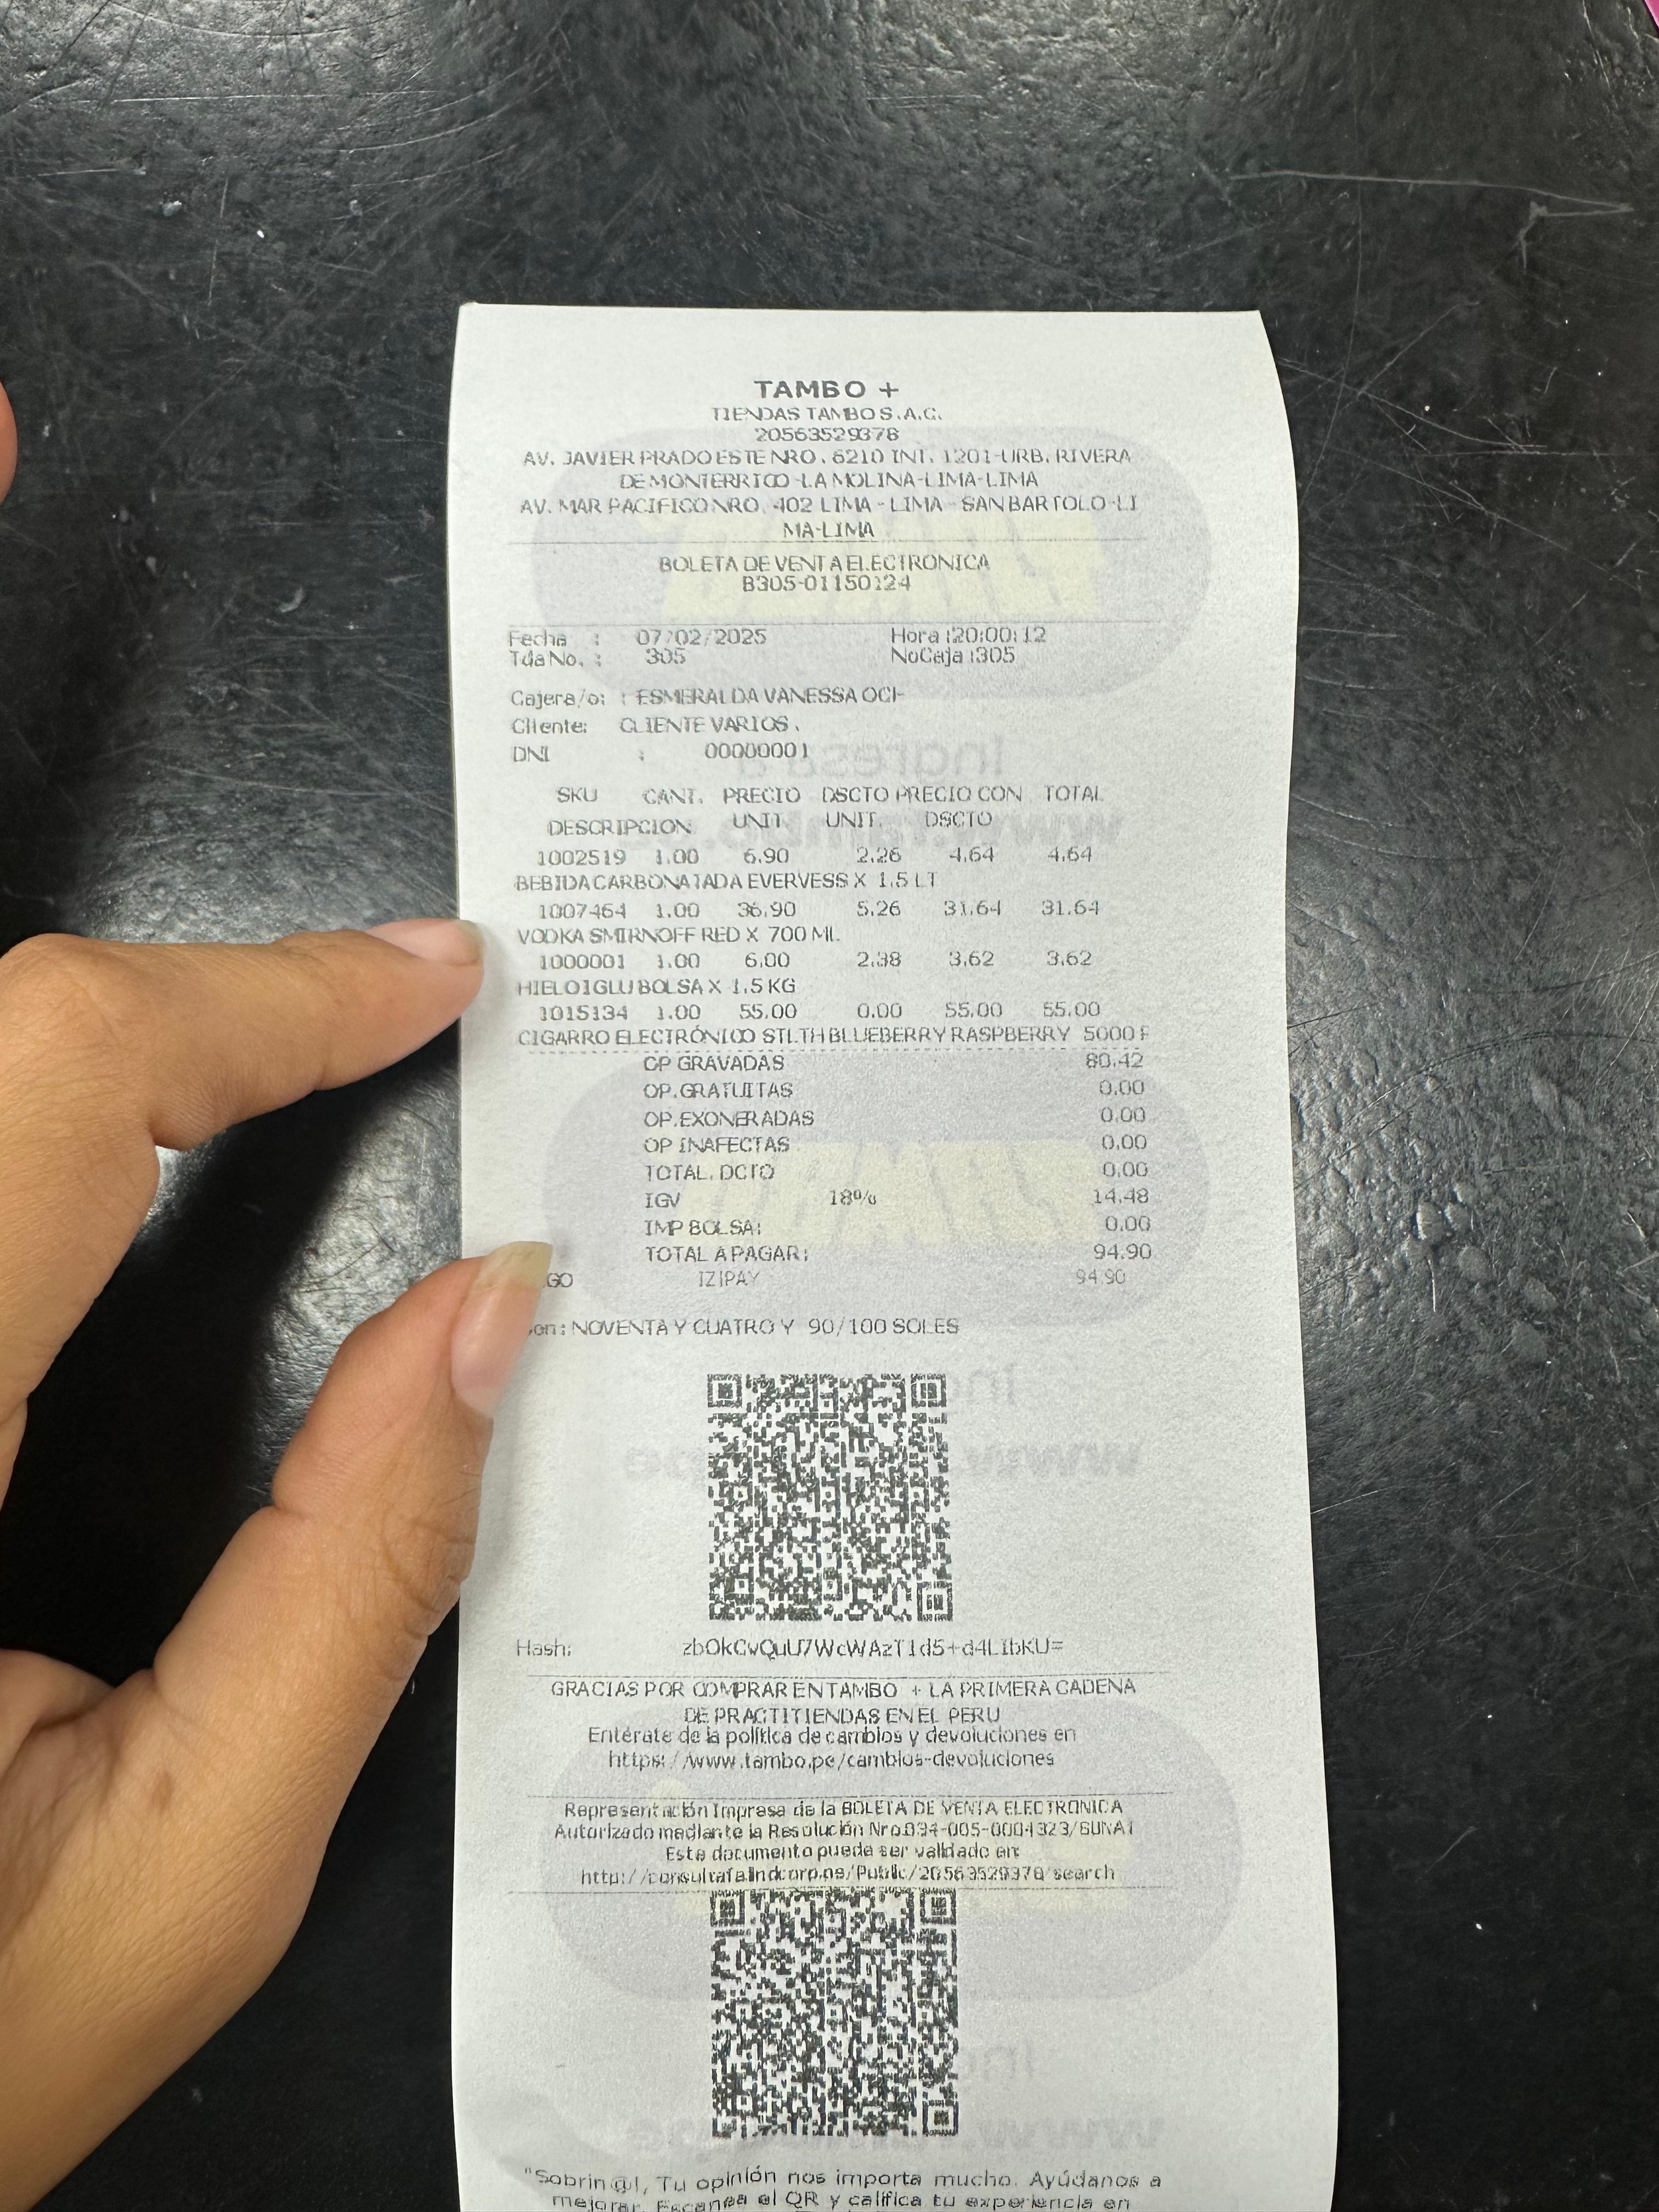 TAMBO +
TIENDAS TAMBO S.A.C.
20563529378
AV. JAVIER PRADO ESTE NRO. 6210 INT. 1201-URB. RIVERA
DE MONTERRICO-LA MOLINA-LIMA-LIMA
AV. MAR PACIFICO NRO. 402 LIMA - LIMA - SAN BARTOLO-LI
MA-LIMA
BOLETA DE VENTA ELECTRONICA
B305-01150124
Fecha : 07/02/2025 Hora :20:00:12
Tda No. : 305 NoCaja :305
Cajera/o: : ESMERALDA VANESSA OCI-
Cliente: CLIENTE VARIOS .
DNI : 00000001
SKU CANT. PRECIO DSCTO PRECIO CON TOTAL
DESCRIPCION UNIT UNIT. DSCTO
1002519 1.00 6.90 2.26 4.64 4.64
BEBIDA CARBONATADA EVERVESS X 1.5 LT
1007464 1.00 36.90 5.26 31.64 31.64
VODKA SMIRNOFF RED X 700 ML
1000001 1.00 6.00 2.38 3.62 3.62
HIELO IGLU BOLSA X 1.5 KG
1015134 1.00 55.00 0.00 55.00 55.00
CIGARRO ELECTRÓNICO STLTH BLUEBERRY RASPBERRY 5000 P
OP GRAVADAS 80.42
OP.GRATUITAS 0.00
OP.EXONERADAS 0.00
OP INAFECTAS 0.00
TOTAL. DCTO 0.00
IGV 18% 14.48
IMP BOLSA: 0.00
TOTAL A PAGAR: 94.90
GO IZIPAY 94.90
on: NOVENTA Y CUATRO Y 90/100 SOLES
Hash: zbOkCvQuU7WcWAzT1d5+d4LIbKU=
GRACIAS POR COMPRAR EN TAMBO + LA PRIMERA CADENA
DE PRACTITIENDAS EN EL PERU
Entérate de la política de cambios y devoluciones en
https://www.tambo.pe/cambios-devoluciones
Representación Impresa de la BOLETA DE VENTA ELECTRONICA
Autorizado mediante la Resolución Nro.034-005-0004323/SUNAT
Este documento puede ser validado en:
/Public/20563529378/search
"Sobrin@!, Tu opinión nos importa mucho. Ayúdanos a
mejorar. Escanea el QR y califica tu experiencia en